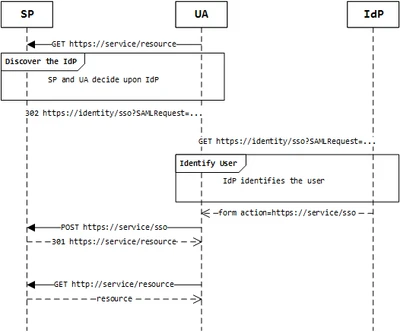 SP
UA
IdP
GET https://service/resource
Discover the IdP
SP and UA decide upon IdP
302 https://identity/sso?SAMLRequest=...
GET https://identity/sso?SAMLRequest=...
Identify User
IdP identifies the user
form action=https://service/sso
POST https://service/sso
301 https://service/resource
GET http://service/resource
resource